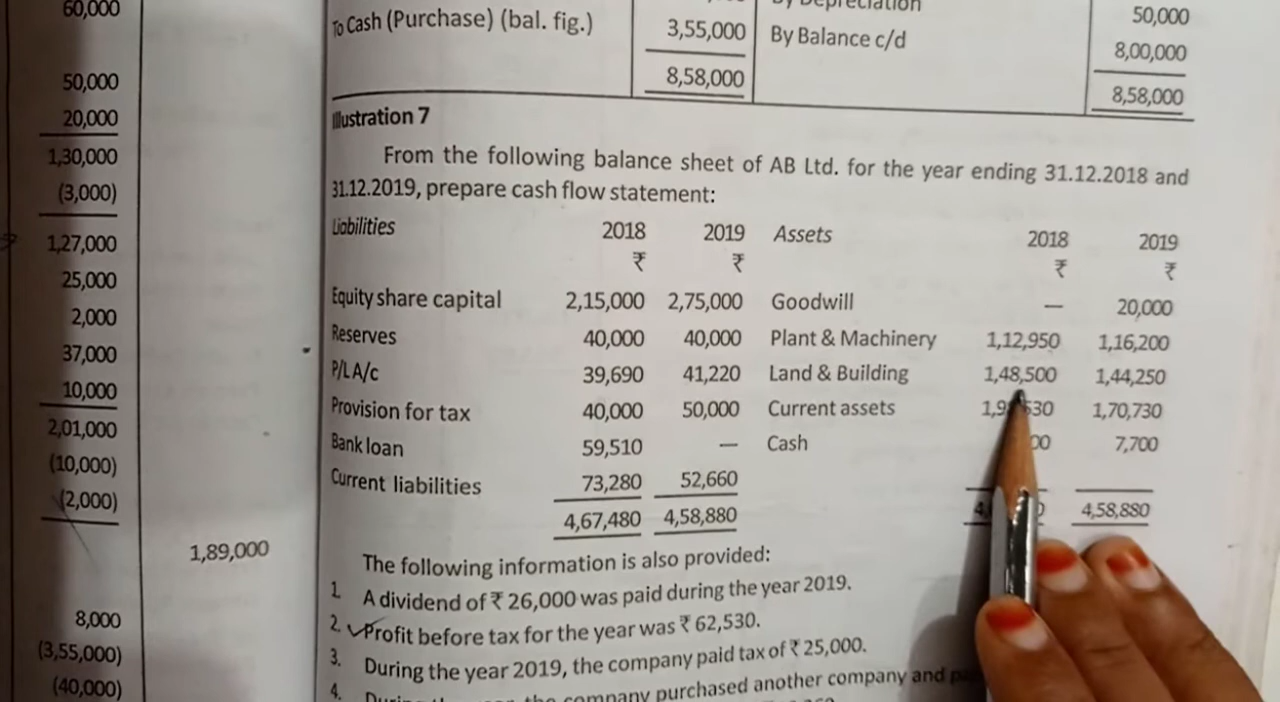 60,000
50,000
20,000
1,30,000
(3,000)
1,27,000
25,000
2,000
37,000
10,000
2,01,000
(10,000)
(2,000)
1,89,000
8,000
(3,55,000)
(40,000)
To Cash (Purchase) (bal. fig.) 3,55,000 By Balance c/d 8,00,000
By Depreciation 50,000
8,58,000 8,58,000
Illustration 7
From the following balance sheet of AB Ltd. for the year ending 31.12.2018 and
31.12.2019, prepare cash flow statement:
Liabilities 2018 2019 Assets 2018 2019
₹ ₹ ₹ ₹
Equity share capital 2,15,000 2,75,000 Goodwill — 20,000
Reserves 40,000 40,000 Plant & Machinery 1,12,950 1,16,200
P/L A/c 39,690 41,220 Land & Building 1,48,500 1,44,250
Provision for tax 40,000 50,000 Current assets 1,70,730
Bank loan 59,510 — Cash 7,700
Current liabilities 73,280 52,660
4,67,480 4,58,880 4,58,880
The following information is also provided:
1. A dividend of ₹ 26,000 was paid during the year 2019.
2. Profit before tax for the year was ₹ 62,530.
3. During the year 2019, the company paid tax of ₹ 25,000.
4. company purchased another company and